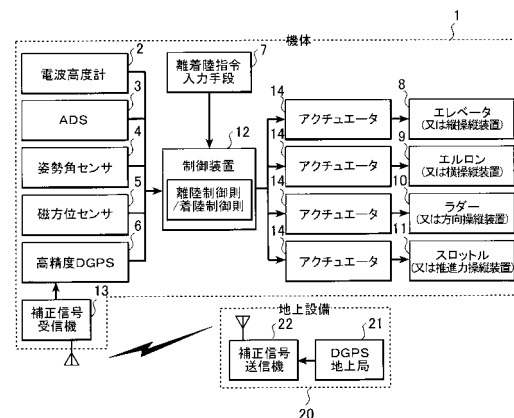 1
機体
2
電波高度計
3
ADS
4
姿勢角センサ
5
磁方位センサ
6
高精度DGPS
13
補正信号
受信機
7
離着陸指令
入力手段
12
制御装置
離陸制御則
/着陸制御則
14
アクチュエータ
14
アクチュエータ
14
アクチュエータ
14
アクチュエータ
8
エレベータ
(又は縦操縦装置)
9
エルロン
(又は横操縦装置)
10
ラダー
(又は方向操縦装置)
11
スロットル
(又は推進力操縦装置)
地上設備
22
補正信号
送信機
21
DGPS
地上局
20